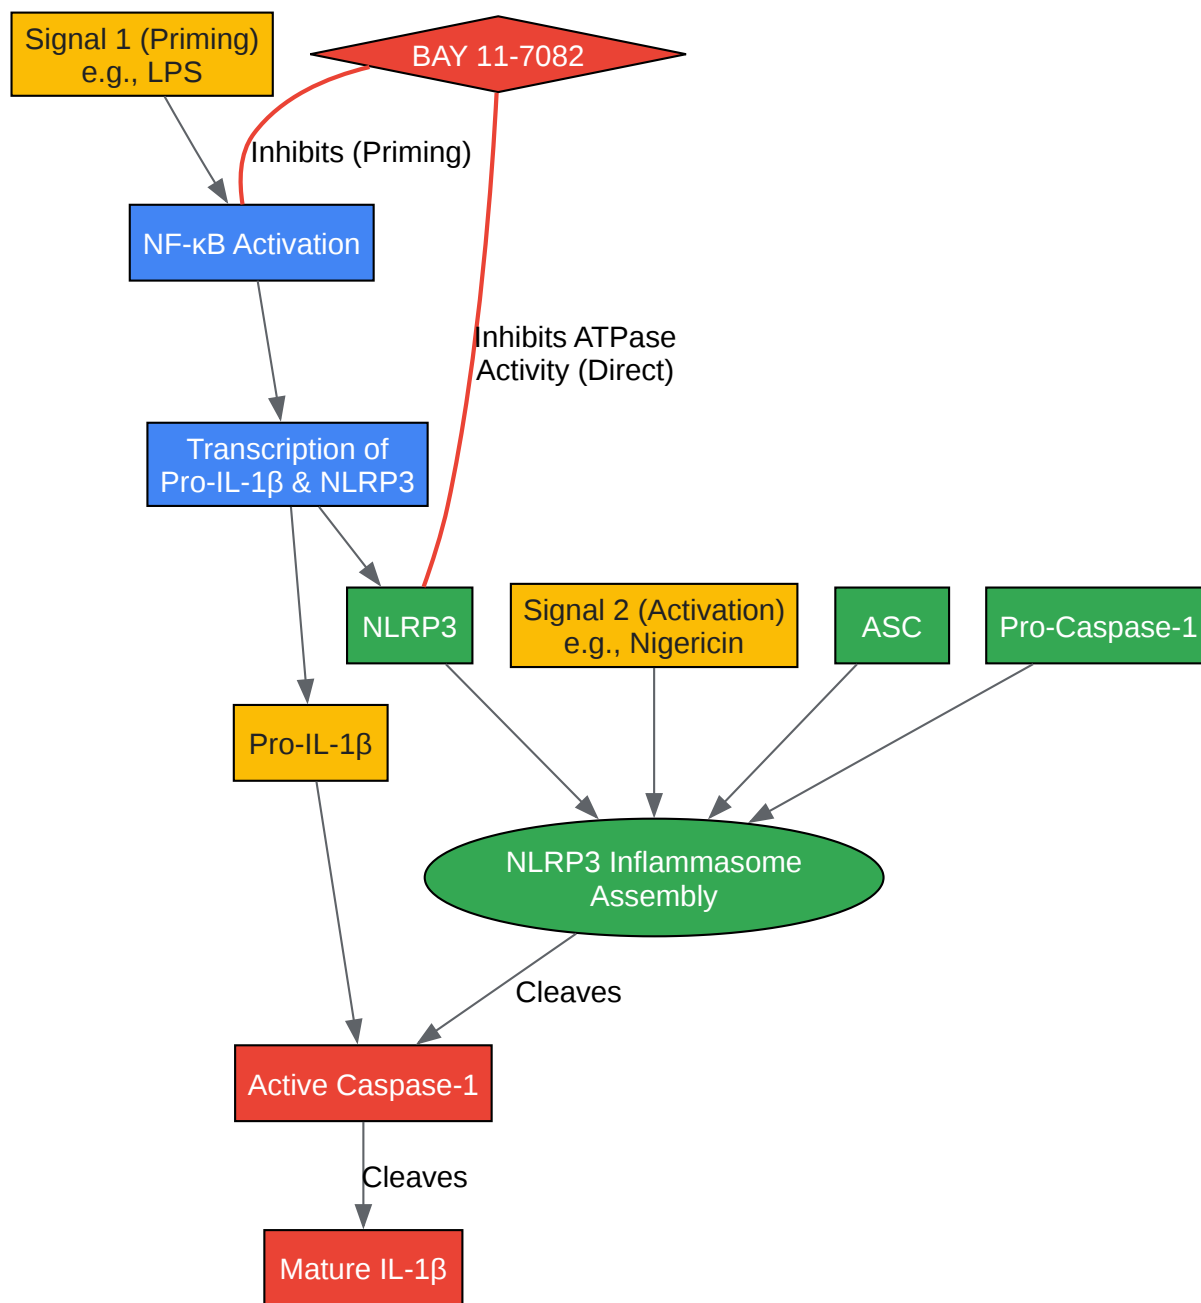 Signal 1 (Priming)
e.g., LPS
BAY 11-7082
Inhibits (Priming)
NF-κB Activation
Inhibits ATPase
Activity (Direct)
Transcription of
Pro-IL-1β & NLRP3
NLRP3
Signal 2 (Activation)
e.g., Nigericin
ASC
Pro-Caspase-1
Pro-IL-1β
NLRP3 Inflammasome
Assembly
Cleaves
Active Caspase-1
Cleaves
Mature IL-1β